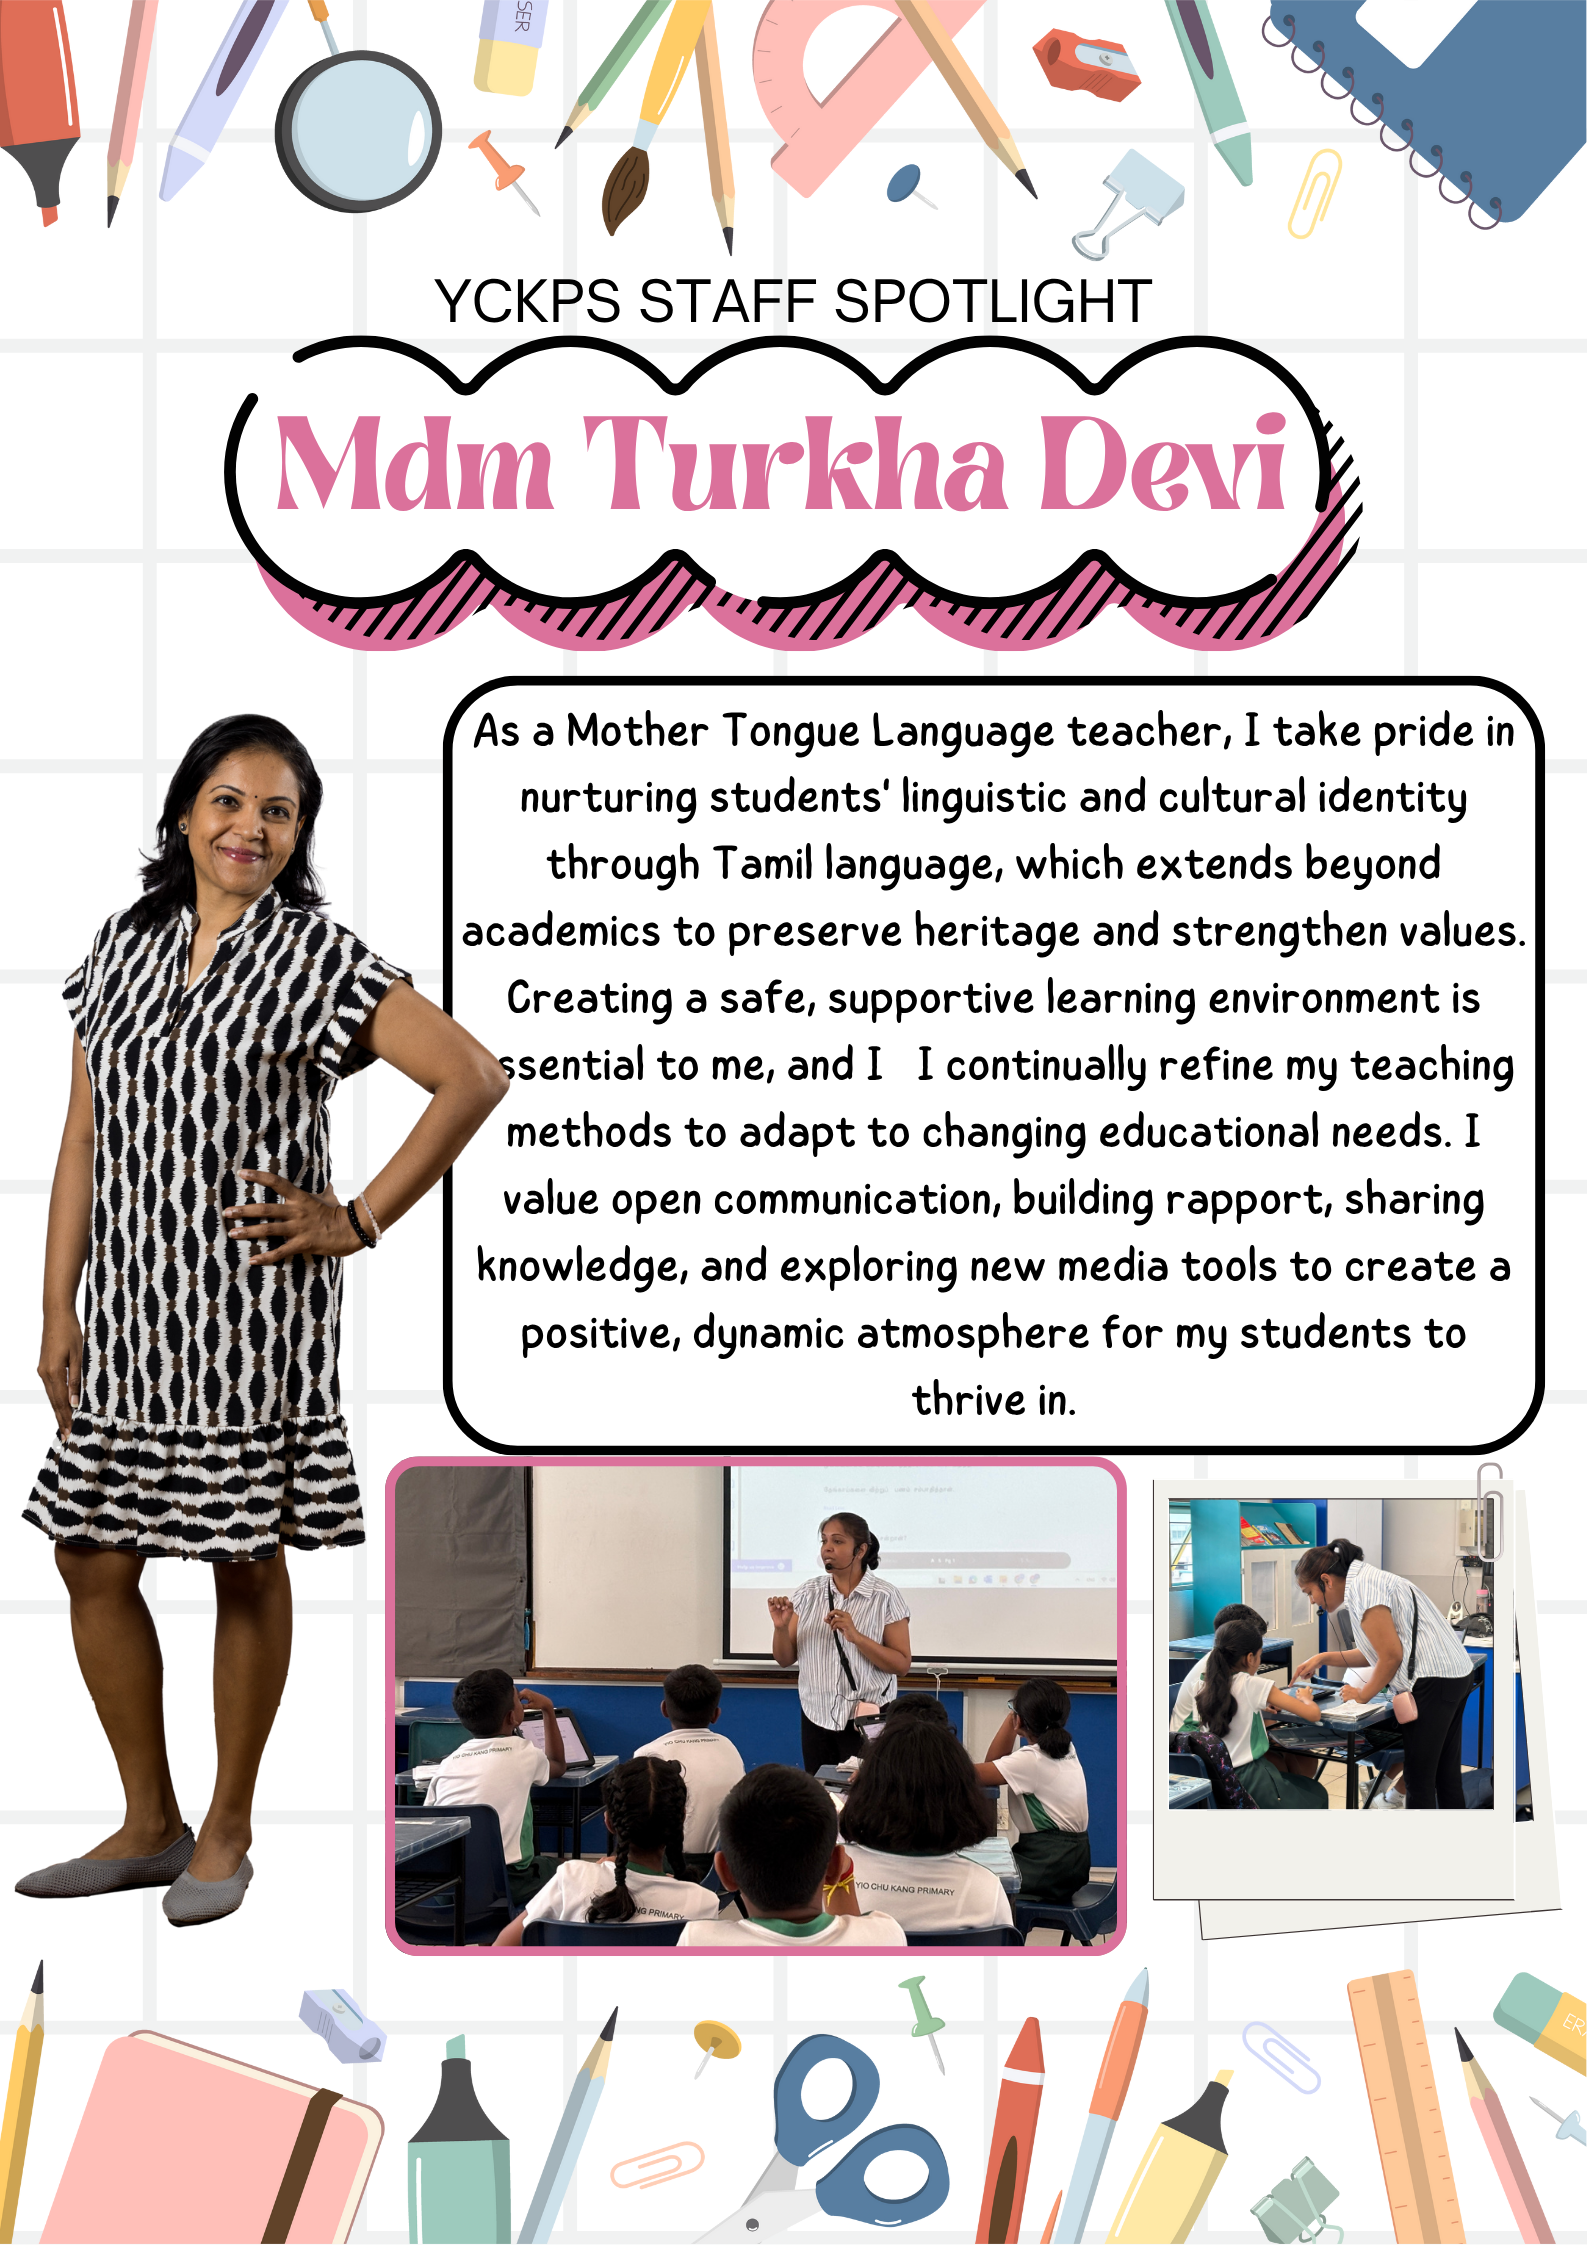 SER
YCKPS STAFF SPOTLIGHT
Mdm Turkha Devi
As a Mother Tongue Language teacher, I take pride in
nurturing students' linguistic and cultural identity
through Tamil language, which extends beyond
academics to preserve heritage and strengthen values.
Creating a safe, supportive learning environment is
ssential to me, and I I continually refine my teaching
methods to adapt to changing educational needs. I
value open communication, building rapport, sharing
knowledge, and exploring new media tools to create a
positive, dynamic atmosphere for my students to
thrive in.
YIO CHU KANG PRIMARY
YIO CHU KANG PRIMARY
YIO CHU KANG PRIMARY
NG PRIMARY
ER